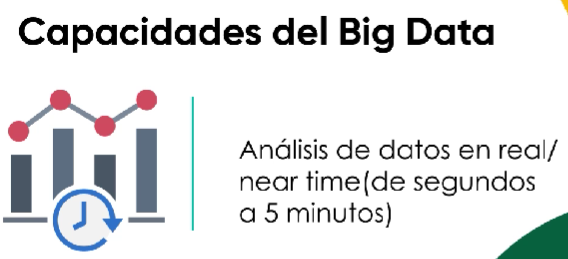 Capacidades del Big Data
Análisis de datos en real/
near time(de segundos
a 5 minutos)